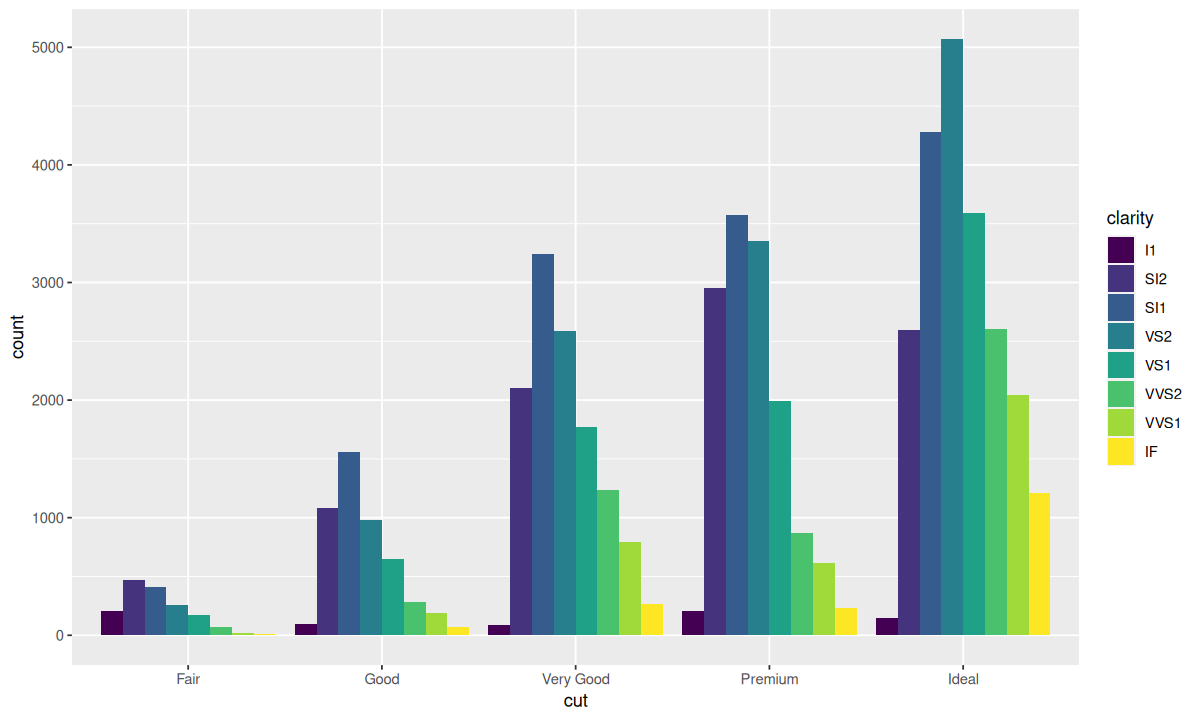 5000
4000
3000
2000
1000
0
count
Fair Good Very Good Premium Ideal
cut
clarity
I1
SI2
SI1
VS2
VS1
VVS2
VVS1
IF